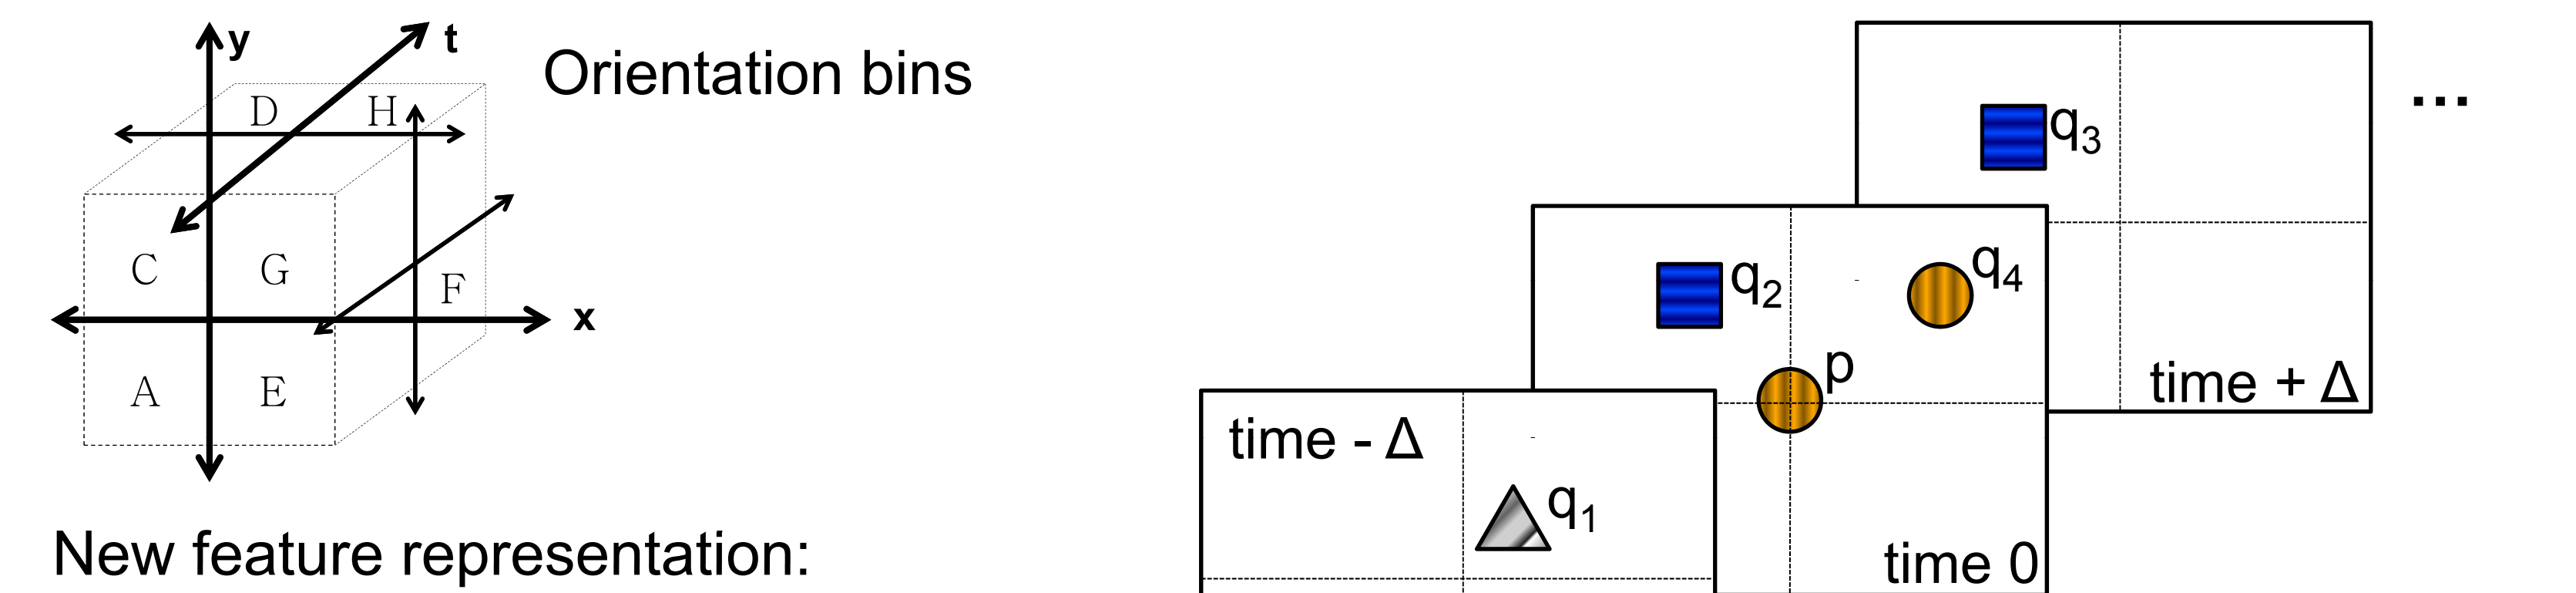 y
t
Orientation bins
D
H
C
G
F
x
A
E
New feature representation:
q3
...
q2
q4
time + Δ
p
time - Δ
q1
time 0